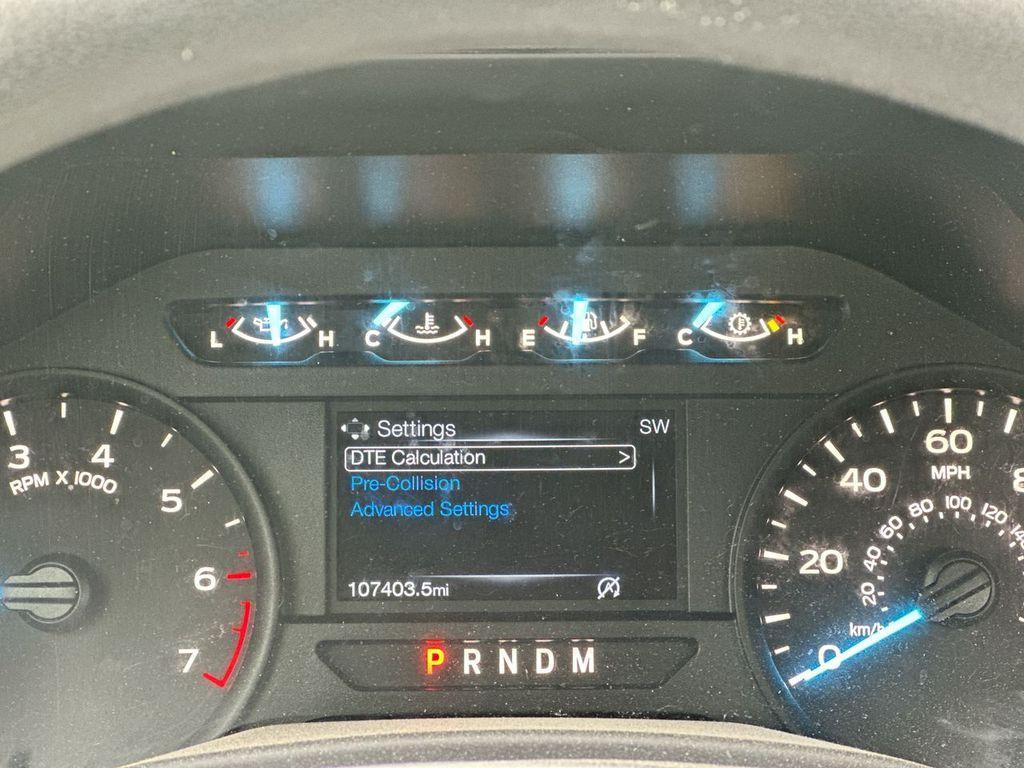 L H C H E F C H
Settings SW
DTE Calculation >
Pre-Collision
Advanced Settings
107403.5mi
P R N D M
3 4 5 6 7
RPM X 1000
0 20 40 60
MPH
20 40 60 80 100 120
km/h